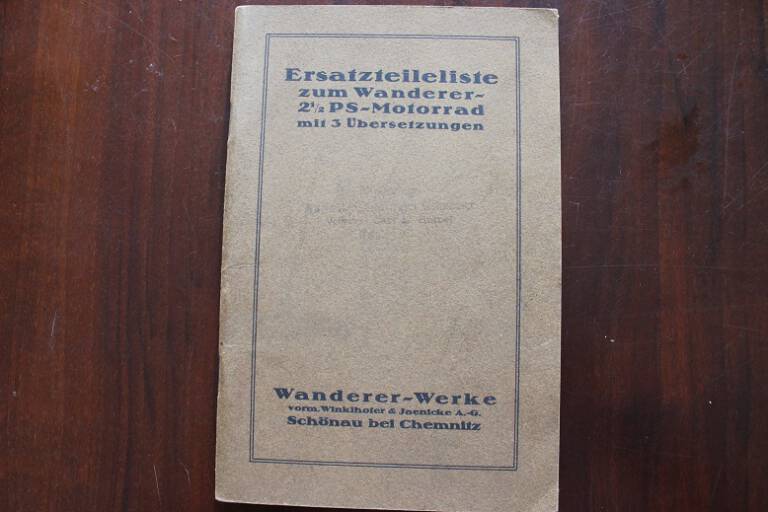 Ersatzteileliste
zum Wanderer-
2½ PS-Motorrad
mit 3 Übersetzungen
Wanderer-Werke
vorm. Winklhofer & Jaenicke A.-G.
Schönau bei Chemnitz